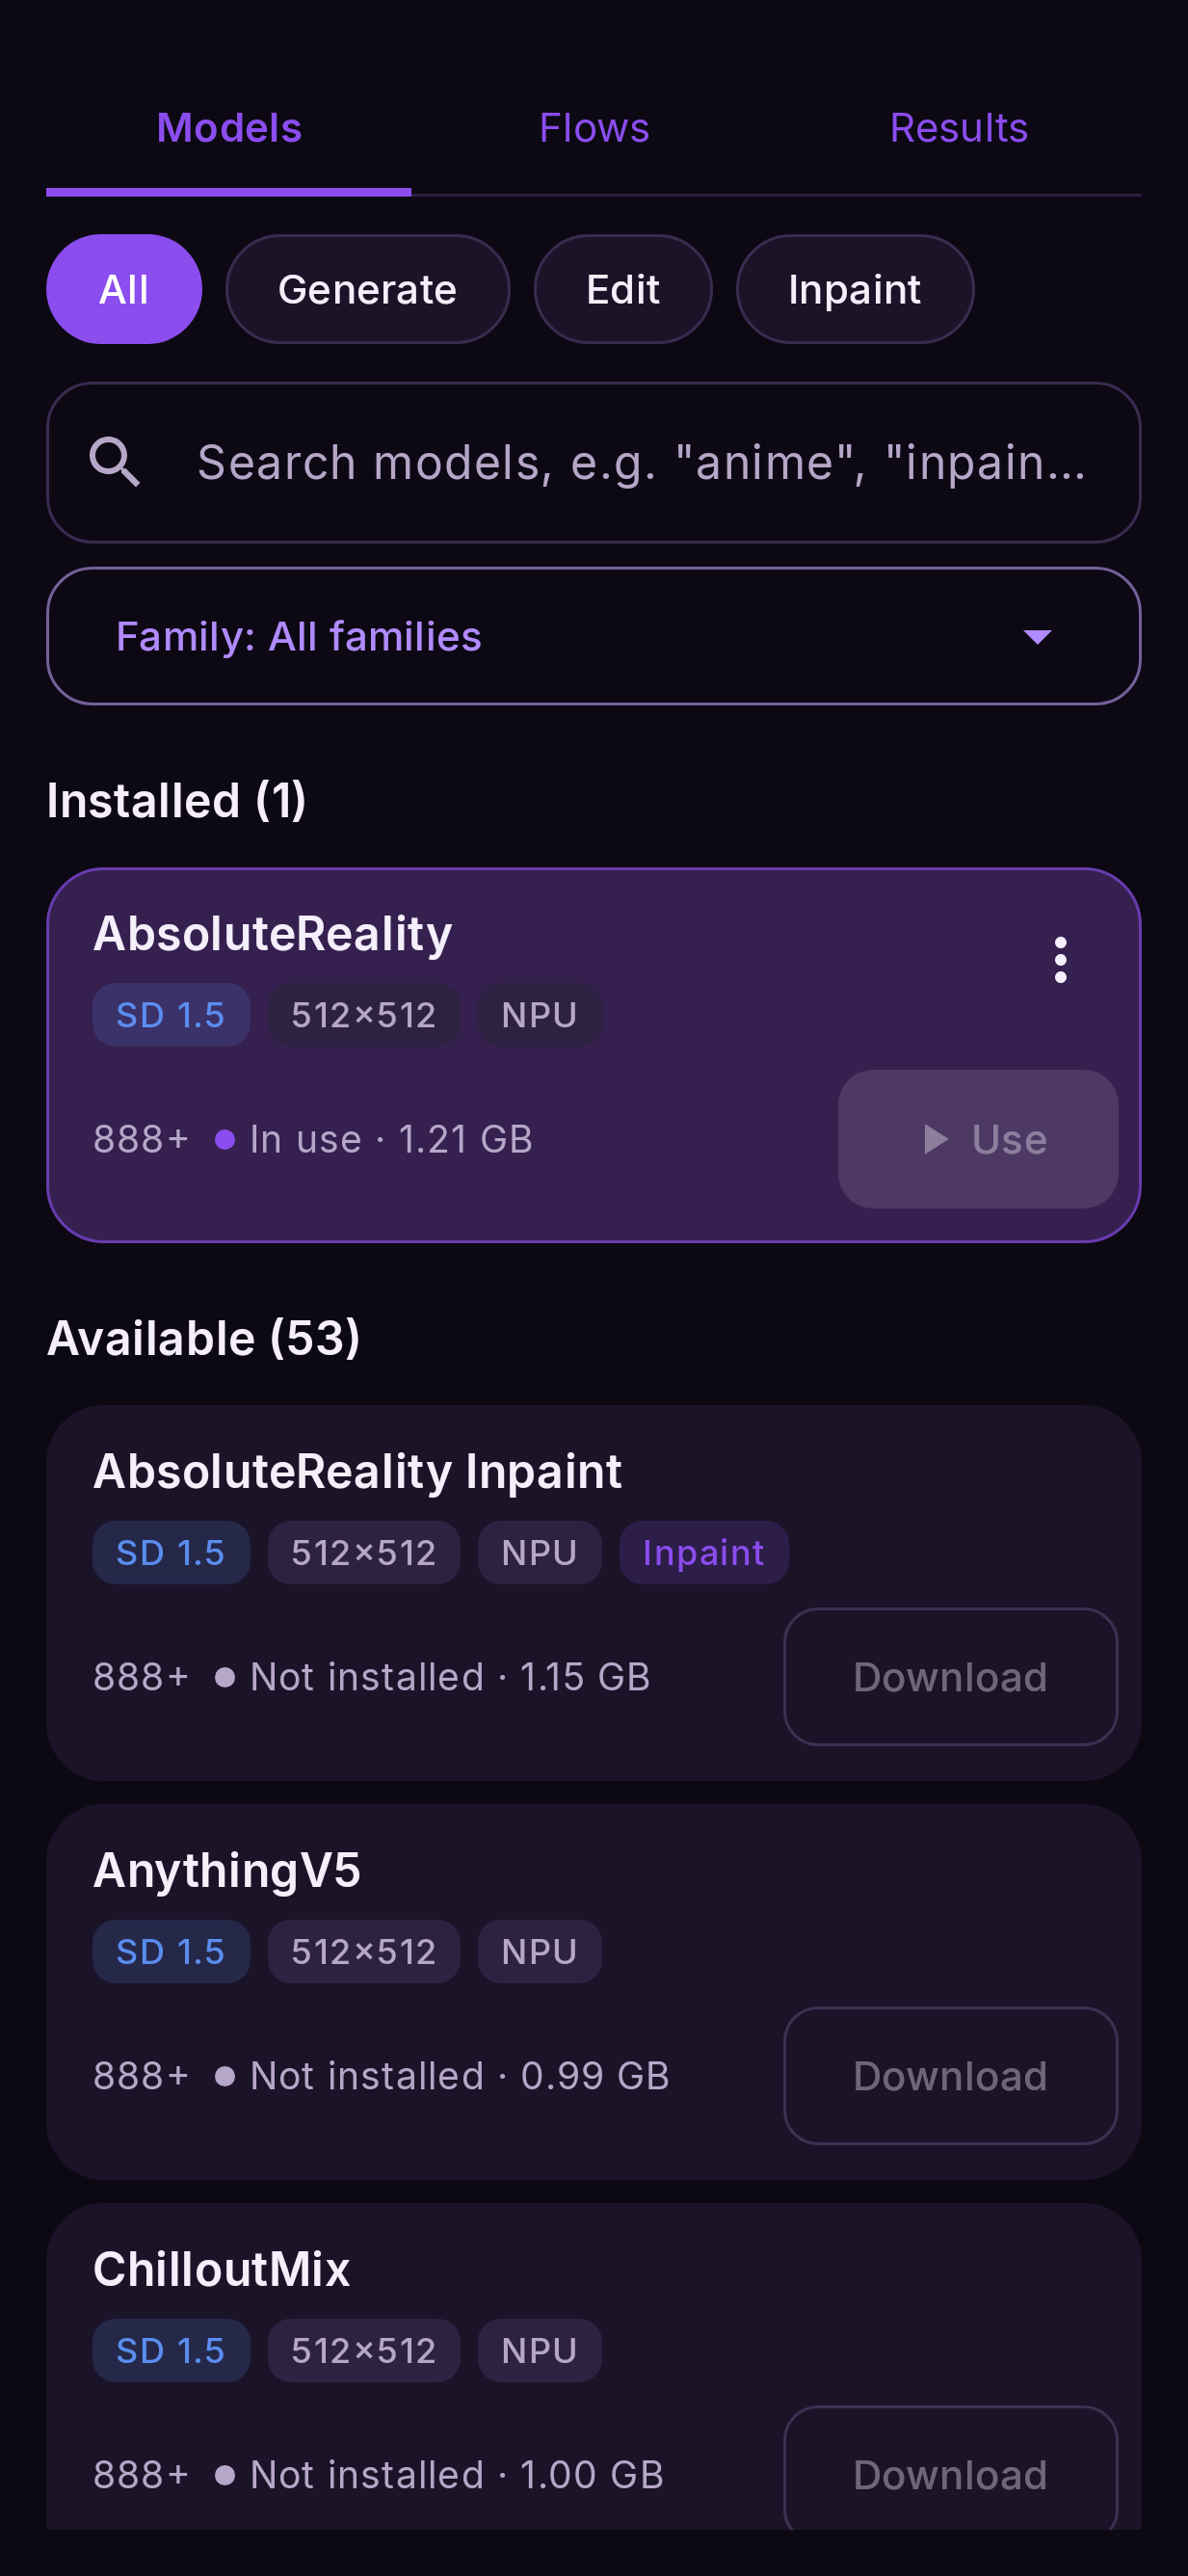 Models Flows Results
All Generate Edit Inpaint
Search models, e.g. "anime", "inpain...
Family: All families
Installed (1)
AbsoluteReality
SD 1.5 512×512 NPU
888+ In use · 1.21 GB Use
Available (53)
AbsoluteReality Inpaint
SD 1.5 512×512 NPU Inpaint
888+ Not installed · 1.15 GB Download
AnythingV5
SD 1.5 512×512 NPU
888+ Not installed · 0.99 GB Download
ChilloutMix
SD 1.5 512×512 NPU
888+ Not installed · 1.00 GB Download